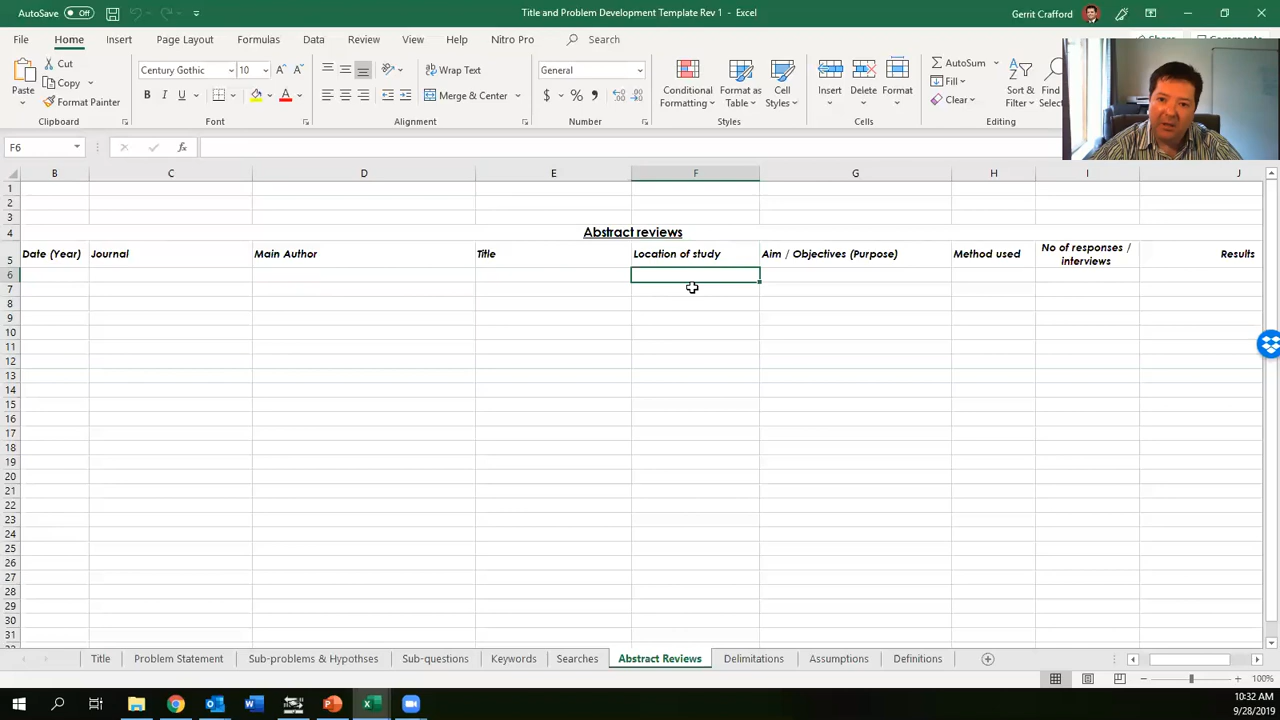 AutoSave Off Title and Problem Development Template Rev 1 - Excel Gerrit Crafford
File Home Insert Page Layout Formulas Data Review View Help Nitro Pro Search
Paste Cut Copy Format Painter
Century Gothic 10
B I U
Wrap Text
Merge & Center
General
$ % 9
Conditional Formatting Format as Table Cell Styles
Insert Delete Format
AutoSum Fill Clear
Sort & Filter
Clipboard Font Alignment Number Styles Cells Editing
F6 fx
B C D E F G H I J
1
2
3
4 Abstract reviews
5 Date (Year) Journal Main Author Title Location of study Aim / Objectives (Purpose) Method used No of responses / interviews Results
6
7
8
9
10
11
12
13
14
15
16
17
18
19
20
21
22
23
24
25
26
27
28
29
30
31
Title Problem Statement Sub-problems & Hypothses Sub-questions Keywords Searches Abstract Reviews Delimitations Assumptions Definitions
100%
10:32 AM
9/28/2019